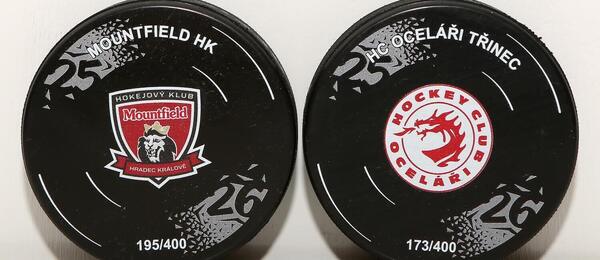 25
MOUNTFIELD HK
HOKEJOVÝ KLUB
Mountfield
HRADEC KRÁLOVÉ
26
195/400
25
HC OCELÁŘI TŘINEC
HOCKEY CLUB
OCELÁŘI
26
173/400